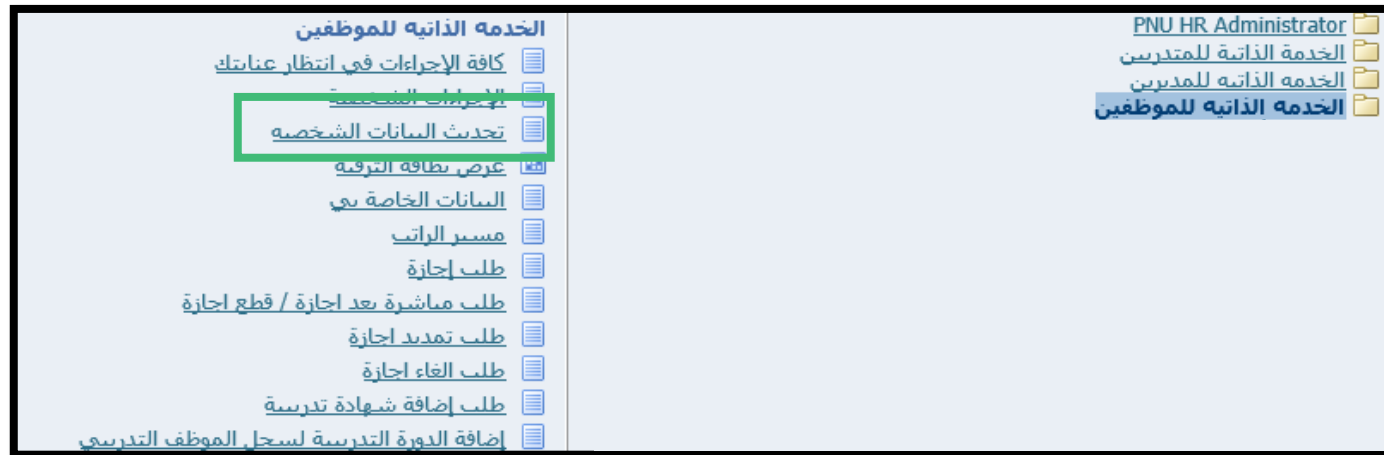 PNU HR Administrator
الخدمة الذاتية للمتدربين
الخدمه الذاتيه للمديرين
الخدمه الذاتيه للموظفين
الخدمه الذاتيه للموظفين
كافة الإجراءات في انتظار عنايتك
الإجراءات الشخصية
تحديث البيانات الشخصيه
عرض بطاقة الترقية
البيانات الخاصة بي
مسير الراتب
طلب إجازة
طلب مباشرة بعد اجازة / قطع اجازة
طلب تمديد اجازة
طلب الغاء اجازة
طلب إضافة شهادة تدريبية
إضافة الدورة التدريبية لسجل الموظف التدريبي